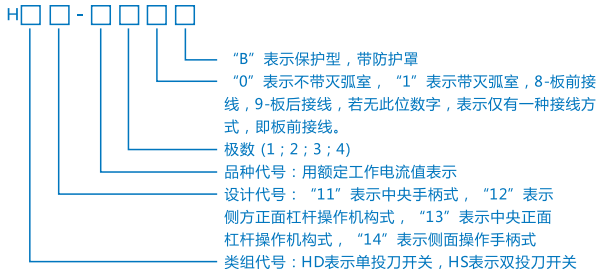 H□□-□□□□
“B”表示保护型，带防护罩
“0”表示不带灭弧室，“1”表示带灭弧室，8-板前接
线，9-板后接线，若无此位数字，表示仅有一种接线方
式，即板前接线。
极数 (1；2；3；4)
品种代号：用额定工作电流值表示
设计代号：“11”表示中央手柄式，“12”表示
侧方正面杠杆操作机构式，“13”表示中央正面
杠杆操作机构式，“14”表示侧面操作手柄式
类组代号：HD表示单投刀开关，HS表示双投刀开关